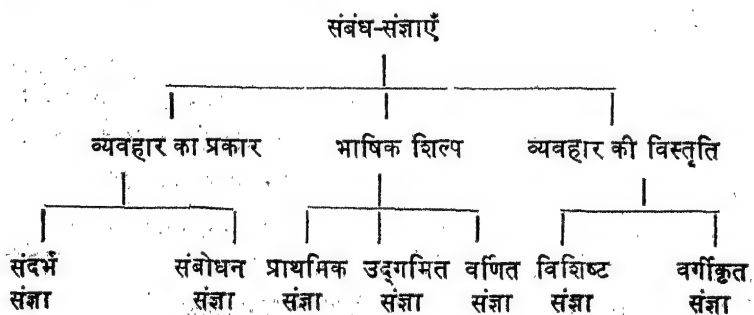 संबंध-संज्ञाएँ
व्यवहार का प्रकार भाषिक शिल्प व्यवहार की विस्तृति
संदर्भ संबोधन प्राथमिक उद्गमित वर्णित विशिष्ट वर्गीकृत
संज्ञा संज्ञा संज्ञा संज्ञा संज्ञा संज्ञा संज्ञा